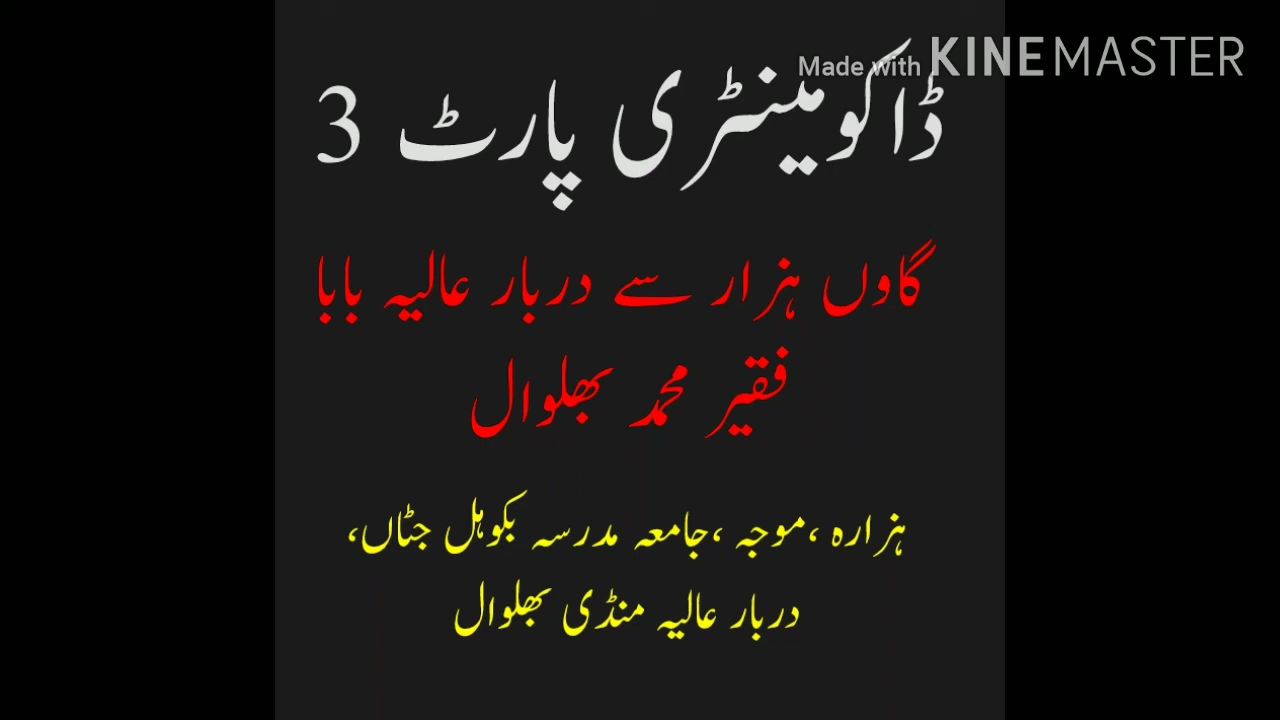 Made with KINEMASTER
ڈاکومینٹری پارٹ 3
گاوں ہزار سے دربار عالیہ بابا
فقیر محمد بھلوال
ہزارہ ،موجہ ،جامعہ مدرسہ بکوہل جٹاں،
دربار عالیہ منڈی بھلوال